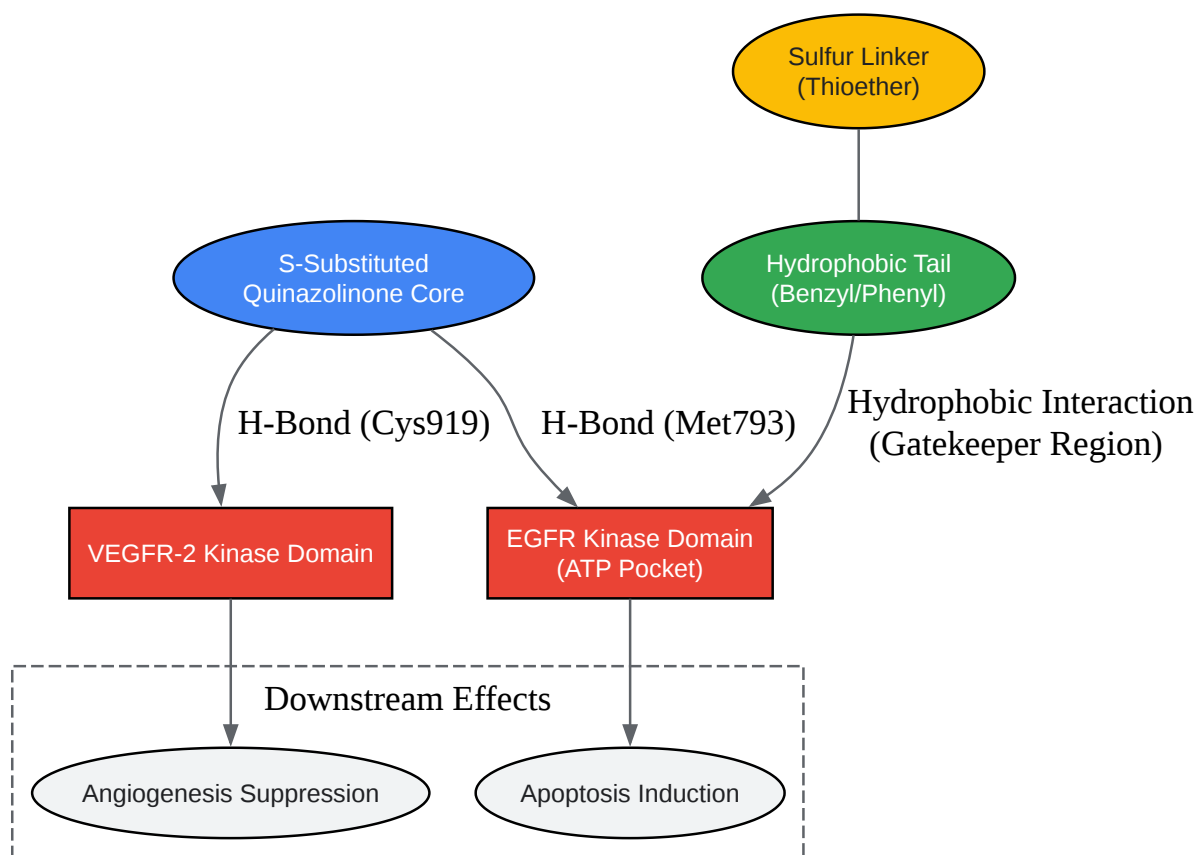 Sulfur Linker
(Thioether)
S-Substituted
Quinazolinone Core
Hydrophobic Tail
(Benzyl/Phenyl)
H-Bond (Cys919)
H-Bond (Met793)
Hydrophobic Interaction
(Gatekeeper Region)
VEGFR-2 Kinase Domain
EGFR Kinase Domain
(ATP Pocket)
Downstream Effects
Angiogenesis Suppression
Apoptosis Induction